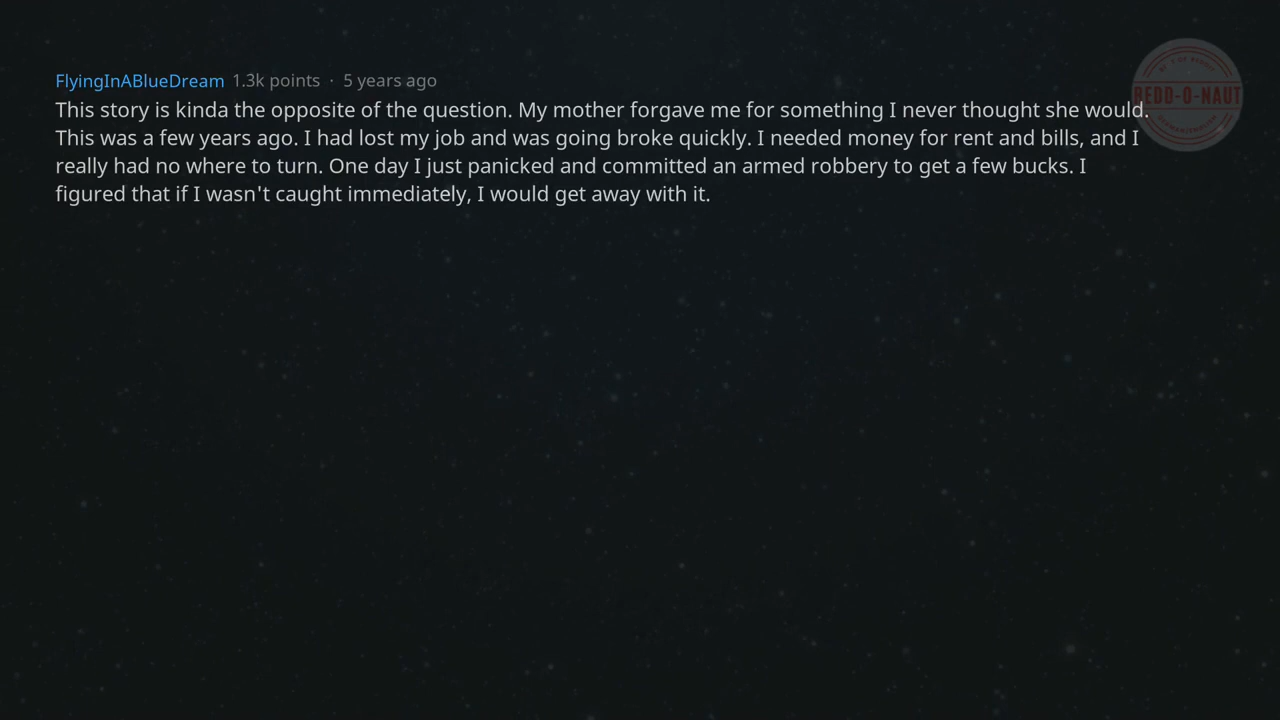 FlyingInABlueDream 1.3k points · 5 years ago
This story is kinda the opposite of the question. My mother forgave me for something I never thought she would.
This was a few years ago. I had lost my job and was going broke quickly. I needed money for rent and bills, and I
really had no where to turn. One day I just panicked and committed an armed robbery to get a few bucks. I
figured that if I wasn't caught immediately, I would get away with it.
REDD-O-NAUT